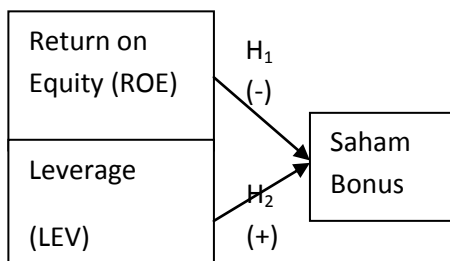 Return on
Equity (ROE)
H₁
(-)
Saham
Bonus
Leverage
(LEV)
H₂
(+)